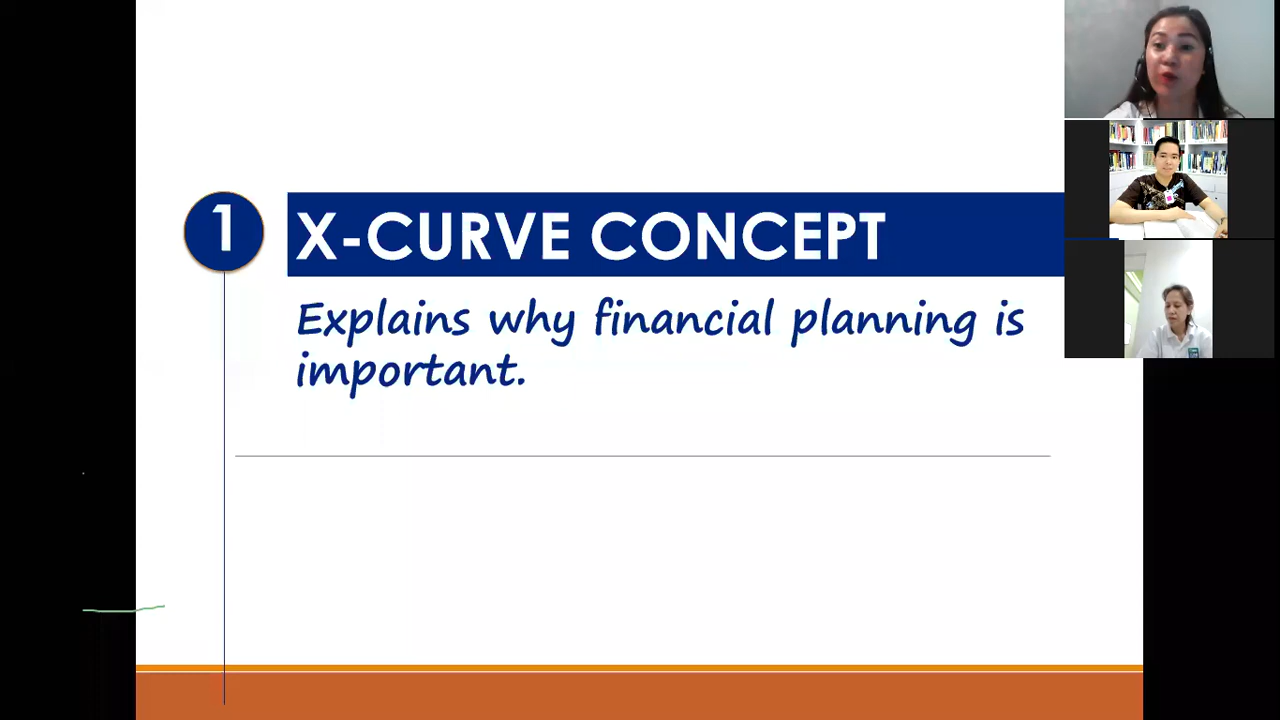 1
X-CURVE CONCEPT
Explains why financial planning is
important.